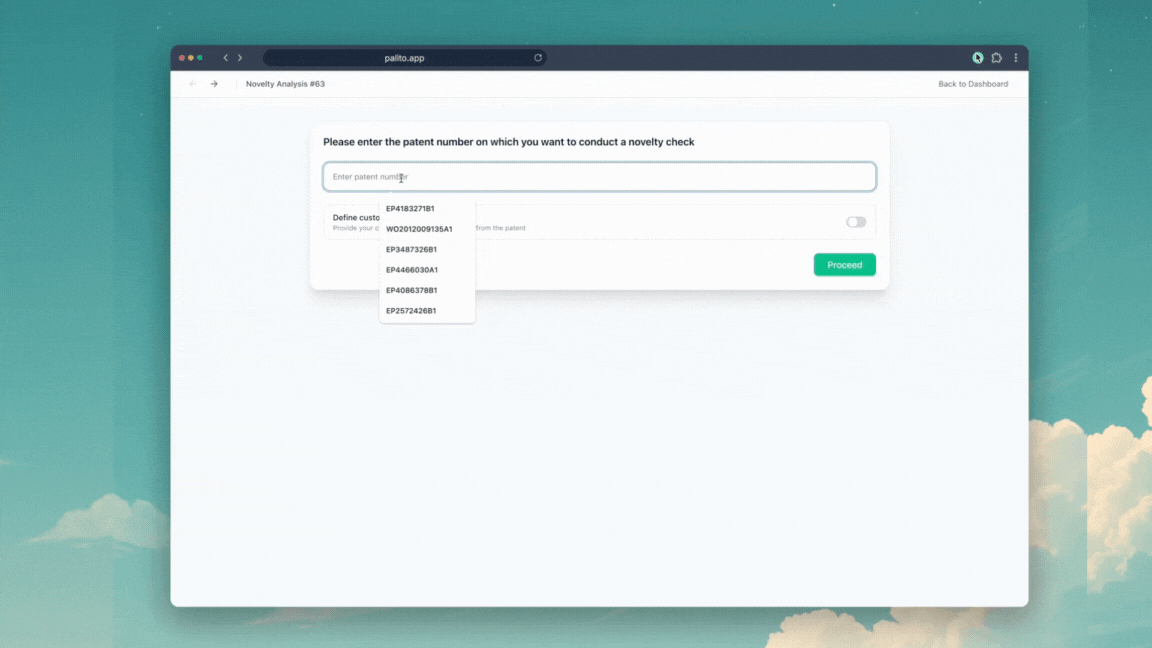 palito.app
Novelty Analysis #63
Back to Dashboard
Please enter the patent number on which you want to conduct a novelty check
Enter patent number
EP4183271B1
Define custo
WO2012009135A1
Provide your from the patent
EP3487326B1
EP4466030A1
EP4086378B1
EP2572426B1
Proceed